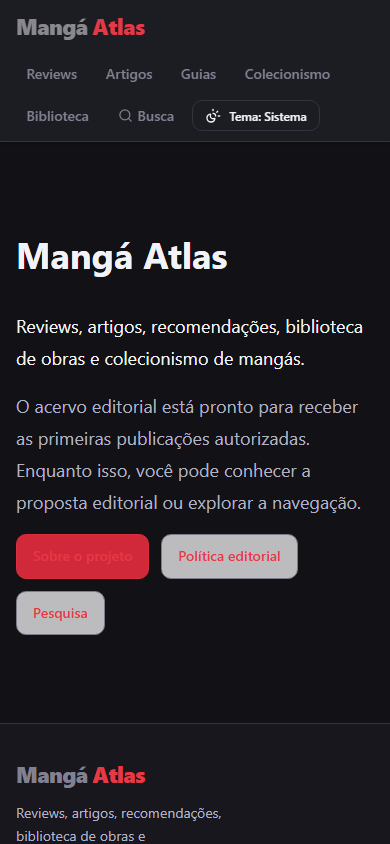 Mangá Atlas
Reviews Artigos Guias Colecionismo
Biblioteca Busca Tema: Sistema
Mangá Atlas
Reviews, artigos, recomendações, biblioteca
de obras e colecionismo de mangás.
O acervo editorial está pronto para receber
as primeiras publicações autorizadas.
Enquanto isso, você pode conhecer a
proposta editorial ou explorar a navegação.
Sobre o projeto Política editorial
Pesquisa
Mangá Atlas
Reviews, artigos, recomendações,
biblioteca de obras e